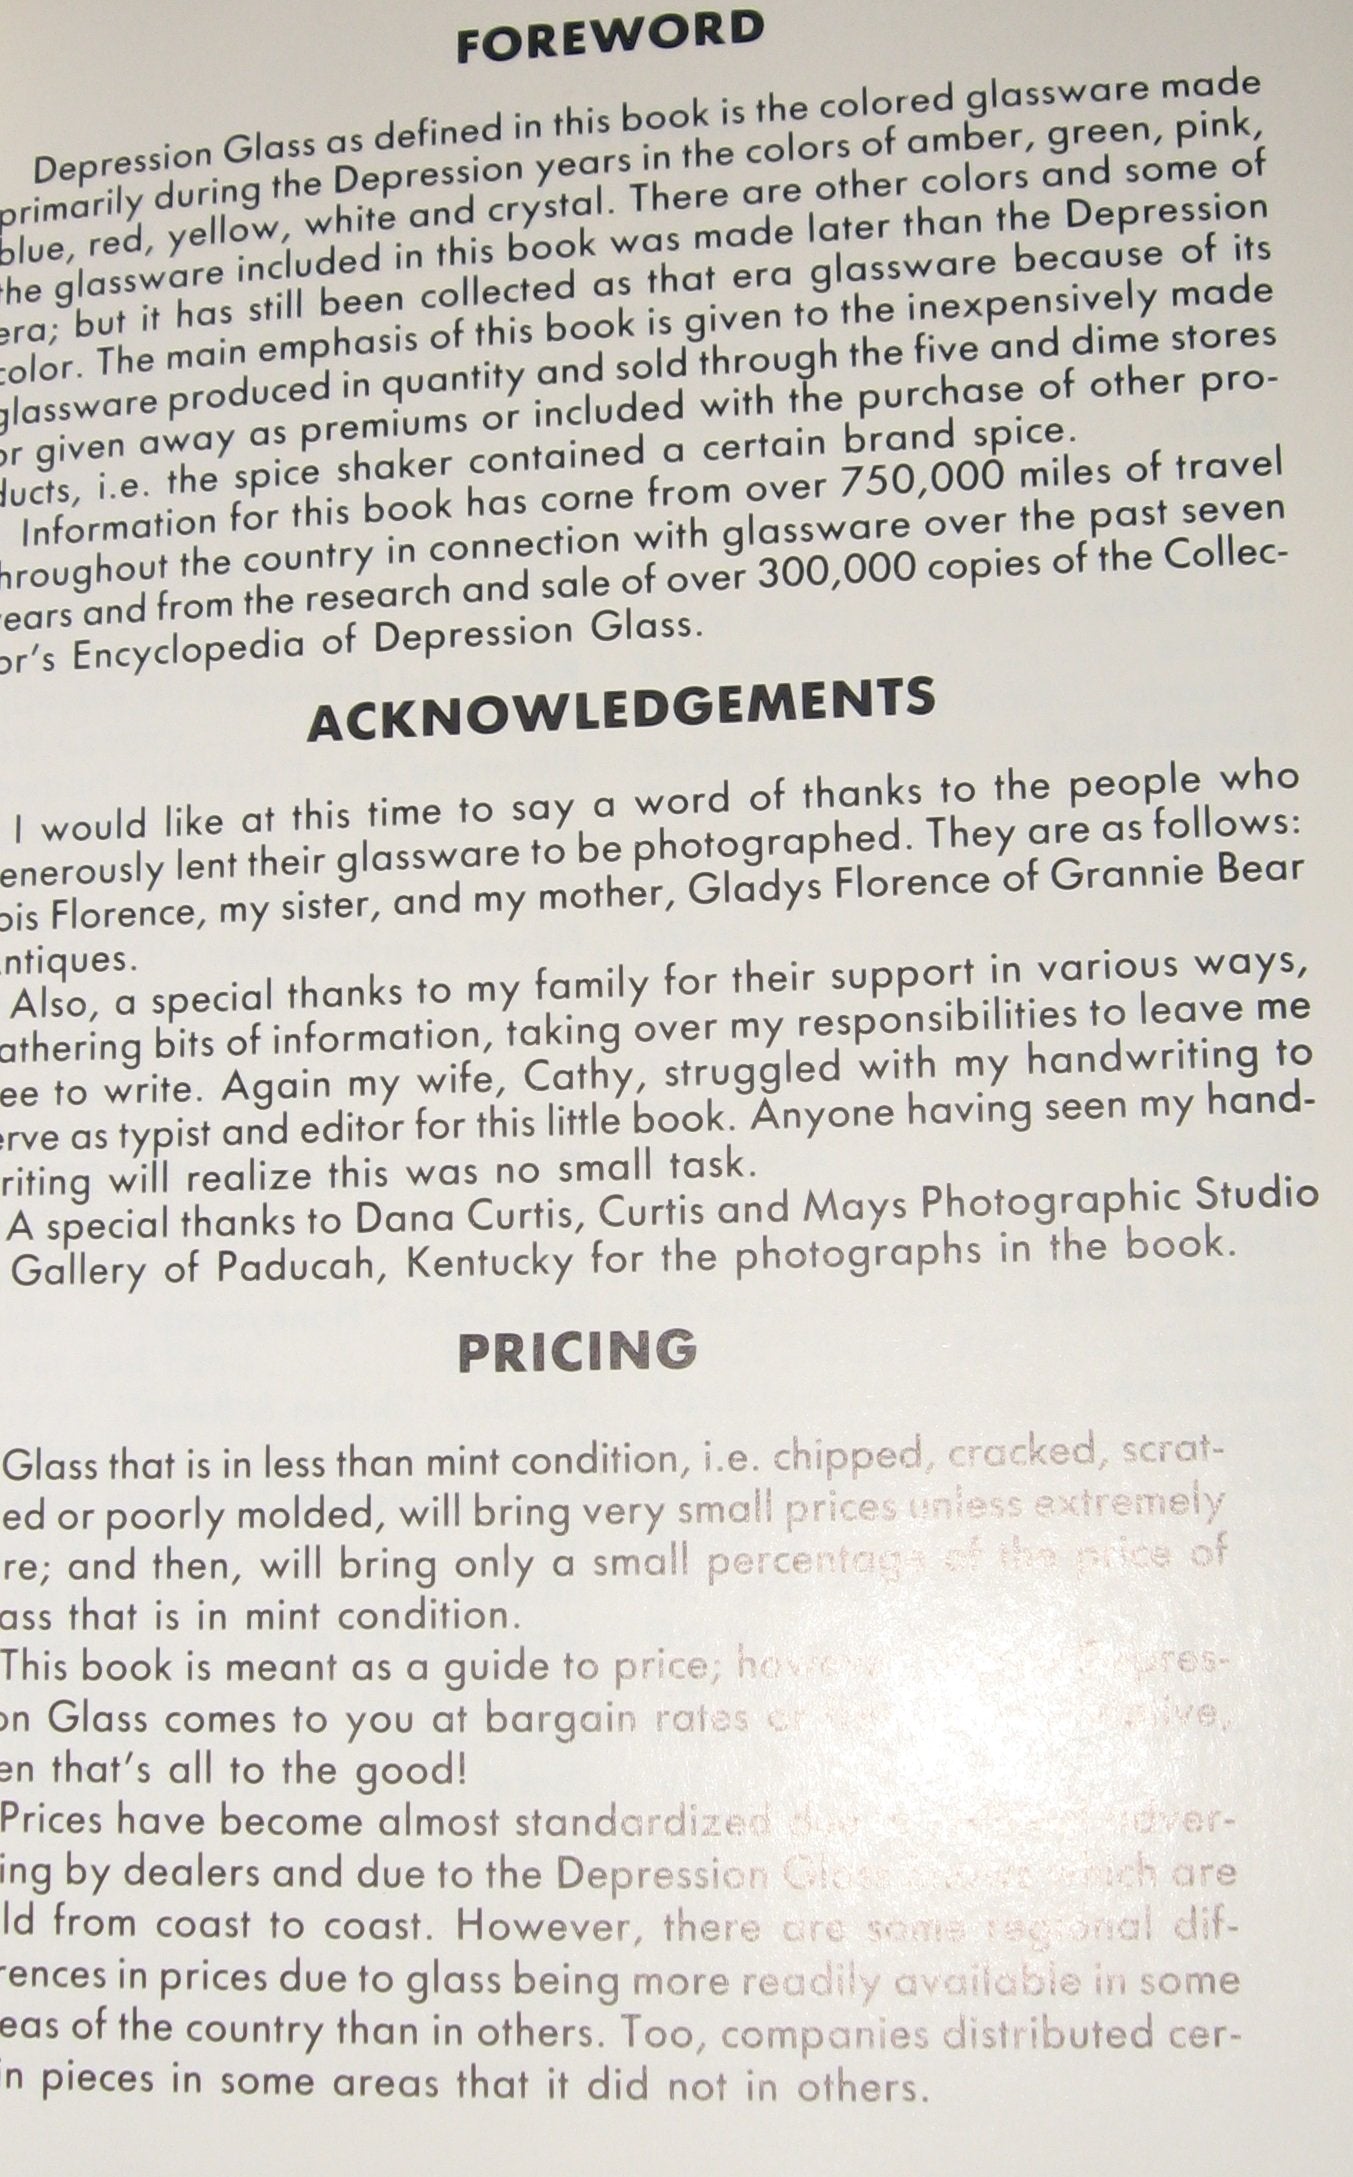 FOREWORD
Depression Glass as defined in this book is the colored glassware made
primarily during the Depression years in the colors of amber, green, pink,
blue, red, yellow, white and crystal. There are other colors and some of
the glassware included in this book was made later than the Depression
era; but it has still been collected as that era glassware because of its
color. The main emphasis of this book is given to the inexpensively made
glassware produced in quantity and sold through the five and dime stores
or given away as premiums or included with the purchase of other pro-
ducts, i.e. the spice shaker contained a certain brand spice.
Information for this book has come from over 750,000 miles of travel
hroughout the country in connection with glassware over the past seven
ears and from the research and sale of over 300,000 copies of the Collec-
or's Encyclopedia of Depression Glass.
ACKNOWLEDGEMENTS
I would like at this time to say a word of thanks to the people who
enerously lent their glassware to be photographed. They are as follows:
ois Florence, my sister, and my mother, Gladys Florence of Grannie Bear
ntiques.
Also, a special thanks to my family for their support in various ways,
athering bits of information, taking over my responsibilities to leave me
ee to write. Again my wife, Cathy, struggled with my handwriting to
erve as typist and editor for this little book. Anyone having seen my hand-
riting will realize this was no small task.
A special thanks to Dana Curtis, Curtis and Mays Photographic Studio
Gallery of Paducah, Kentucky for the photographs in the book.
PRICING
Glass that is in less than mint condition, i.e. chipped, cracked, scrat-
ed or poorly molded, will bring very small prices unless extremely
re; and then, will bring only a small percentage of the price of
ass that is in mint condition.
This book is meant as a guide to price; pres-
on Glass comes to you at bargain rates
en that's all to the good!
Prices have become almost standardized adver-
ing by dealers and due to the Depression Glass which are
ld from coast to coast. However, there are some regional dif-
rences in prices due to glass being more readily available in some
eas of the country than in others. Too, companies distributed cer-
in pieces in some areas that it did not in others.